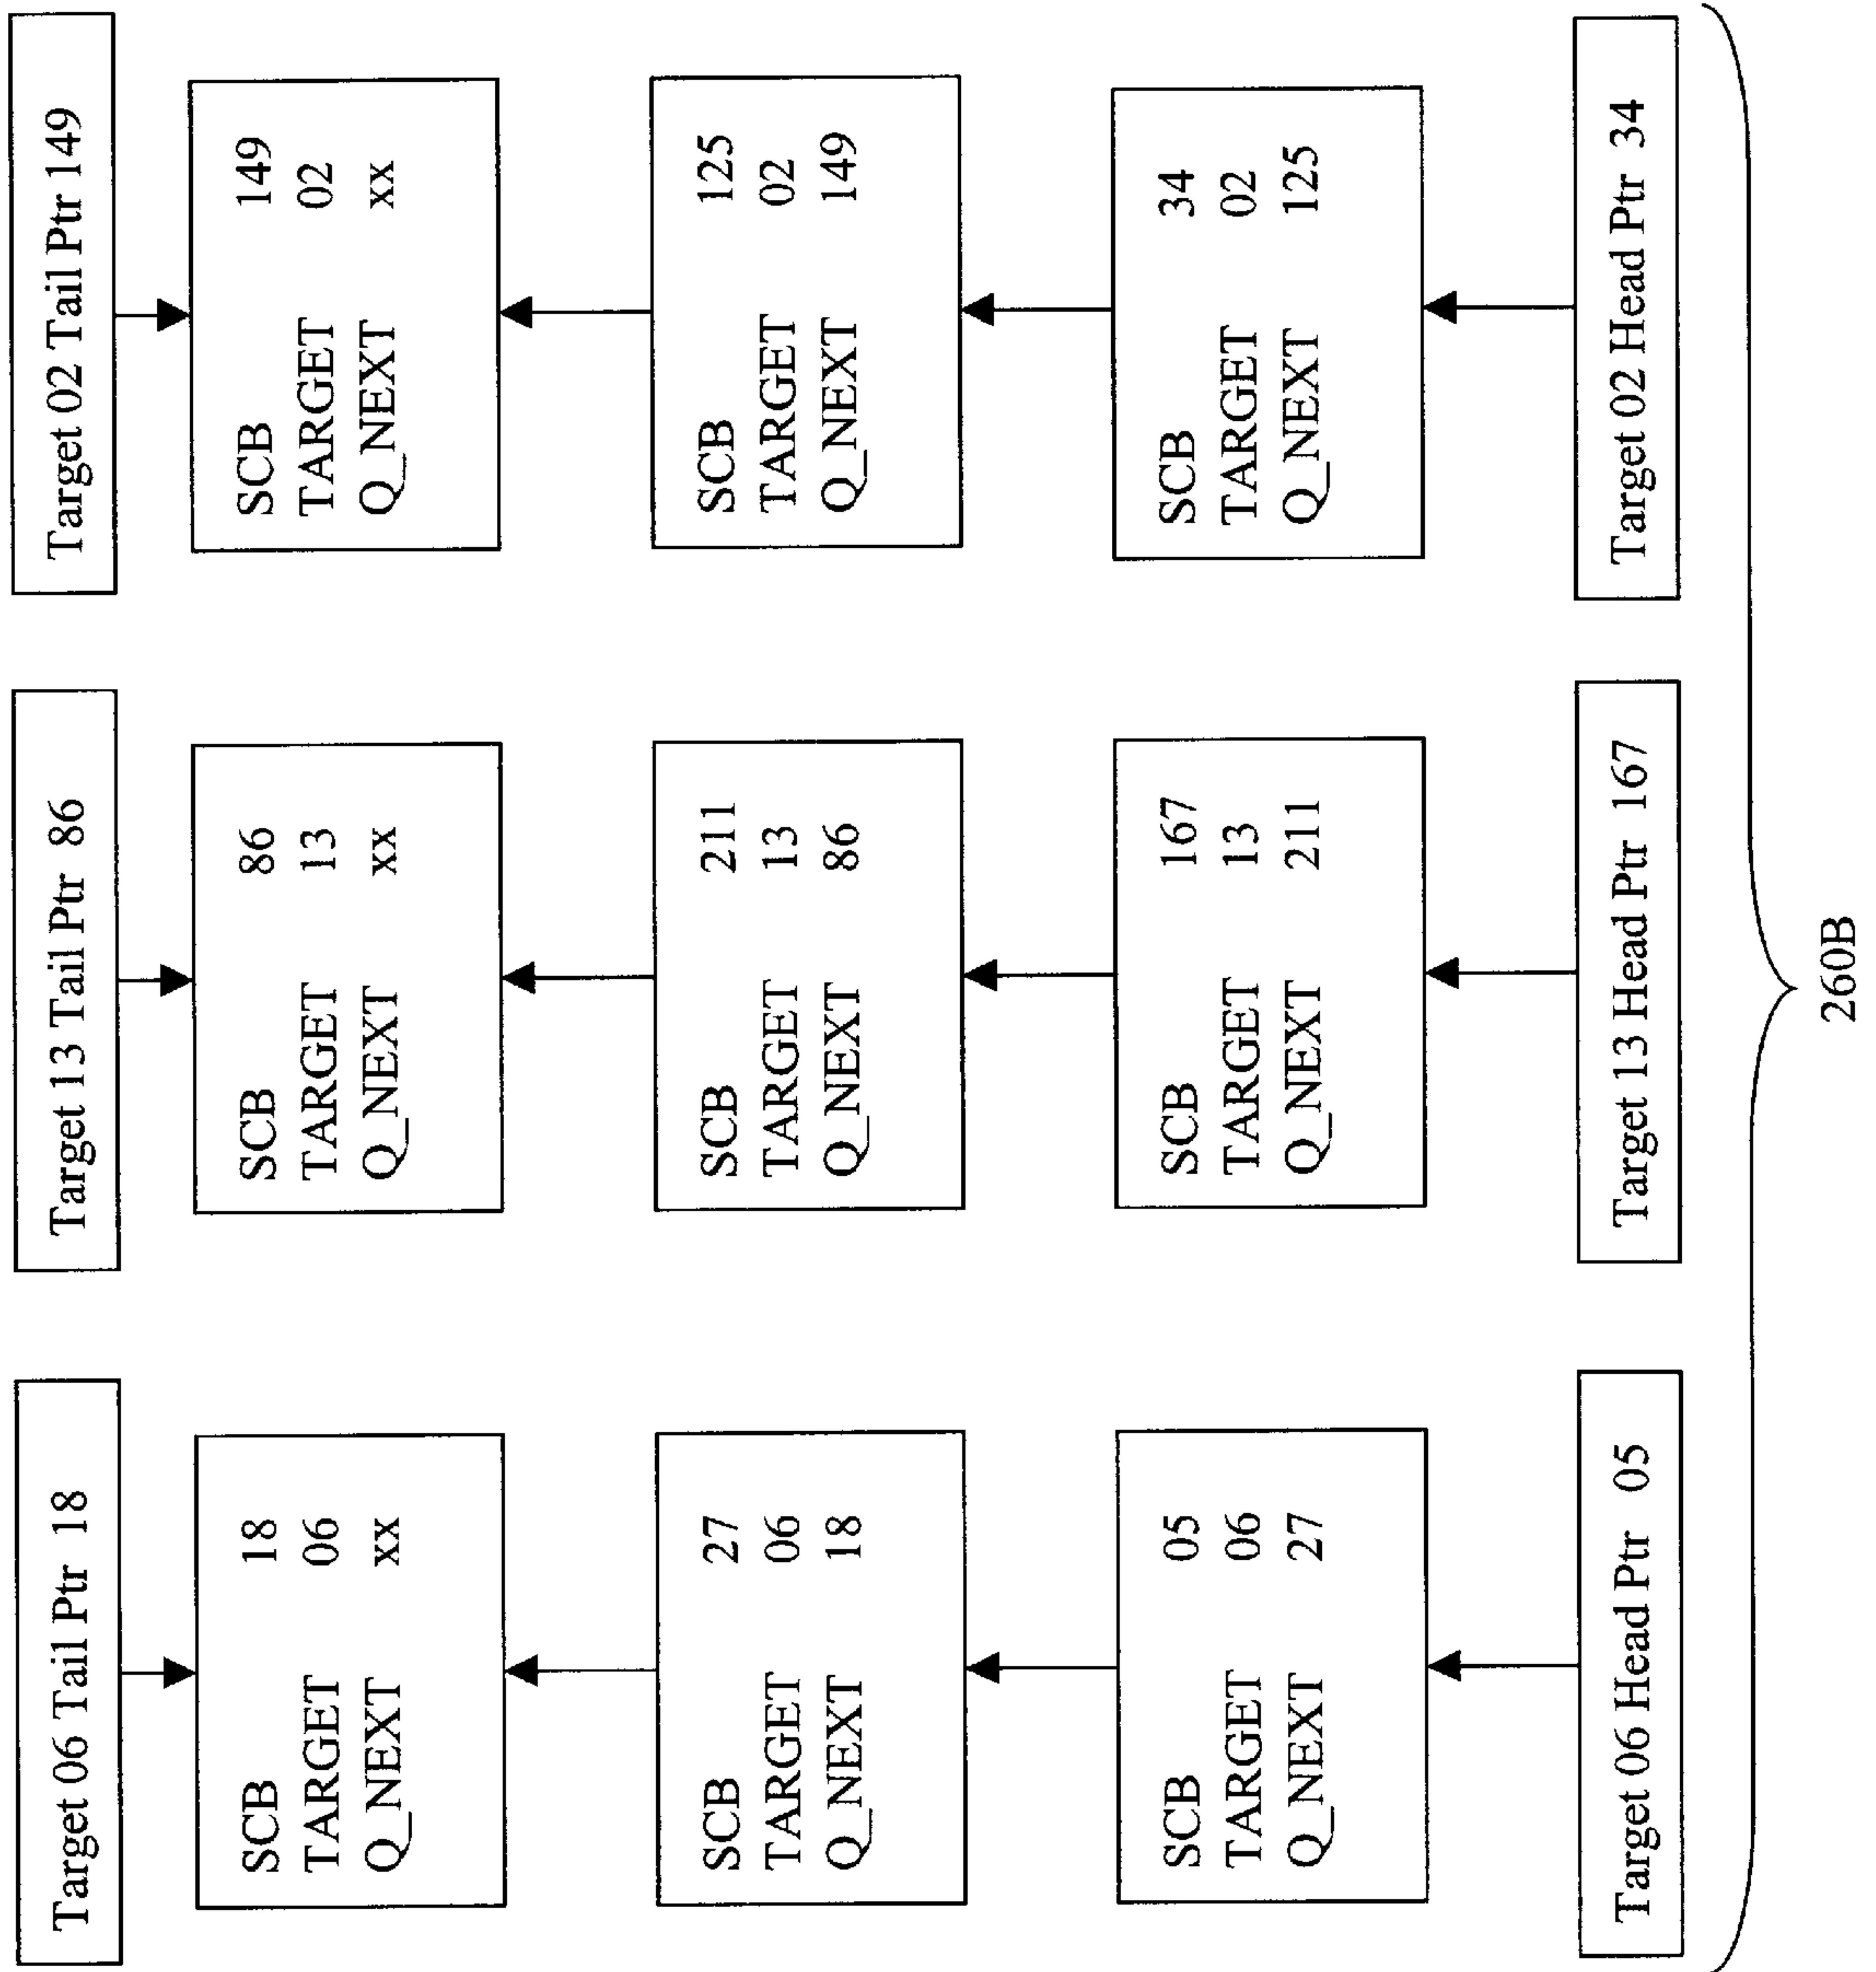 Target 06 Tail Ptr 18
SCB 18
TARGET 06
Q_NEXT xx
SCB 27
TARGET 06
Q_NEXT 18
SCB 05
TARGET 06
Q_NEXT 27
Target 06 Head Ptr 05
Target 13 Tail Ptr 86
SCB 86
TARGET 13
Q_NEXT xx
SCB 211
TARGET 13
Q_NEXT 86
SCB 167
TARGET 13
Q_NEXT 211
Target 13 Head Ptr 167
Target 02 Tail Ptr 149
SCB 149
TARGET 02
Q_NEXT xx
SCB 125
TARGET 02
Q_NEXT 149
SCB 34
TARGET 02
Q_NEXT 125
Target 02 Head Ptr 34
260B